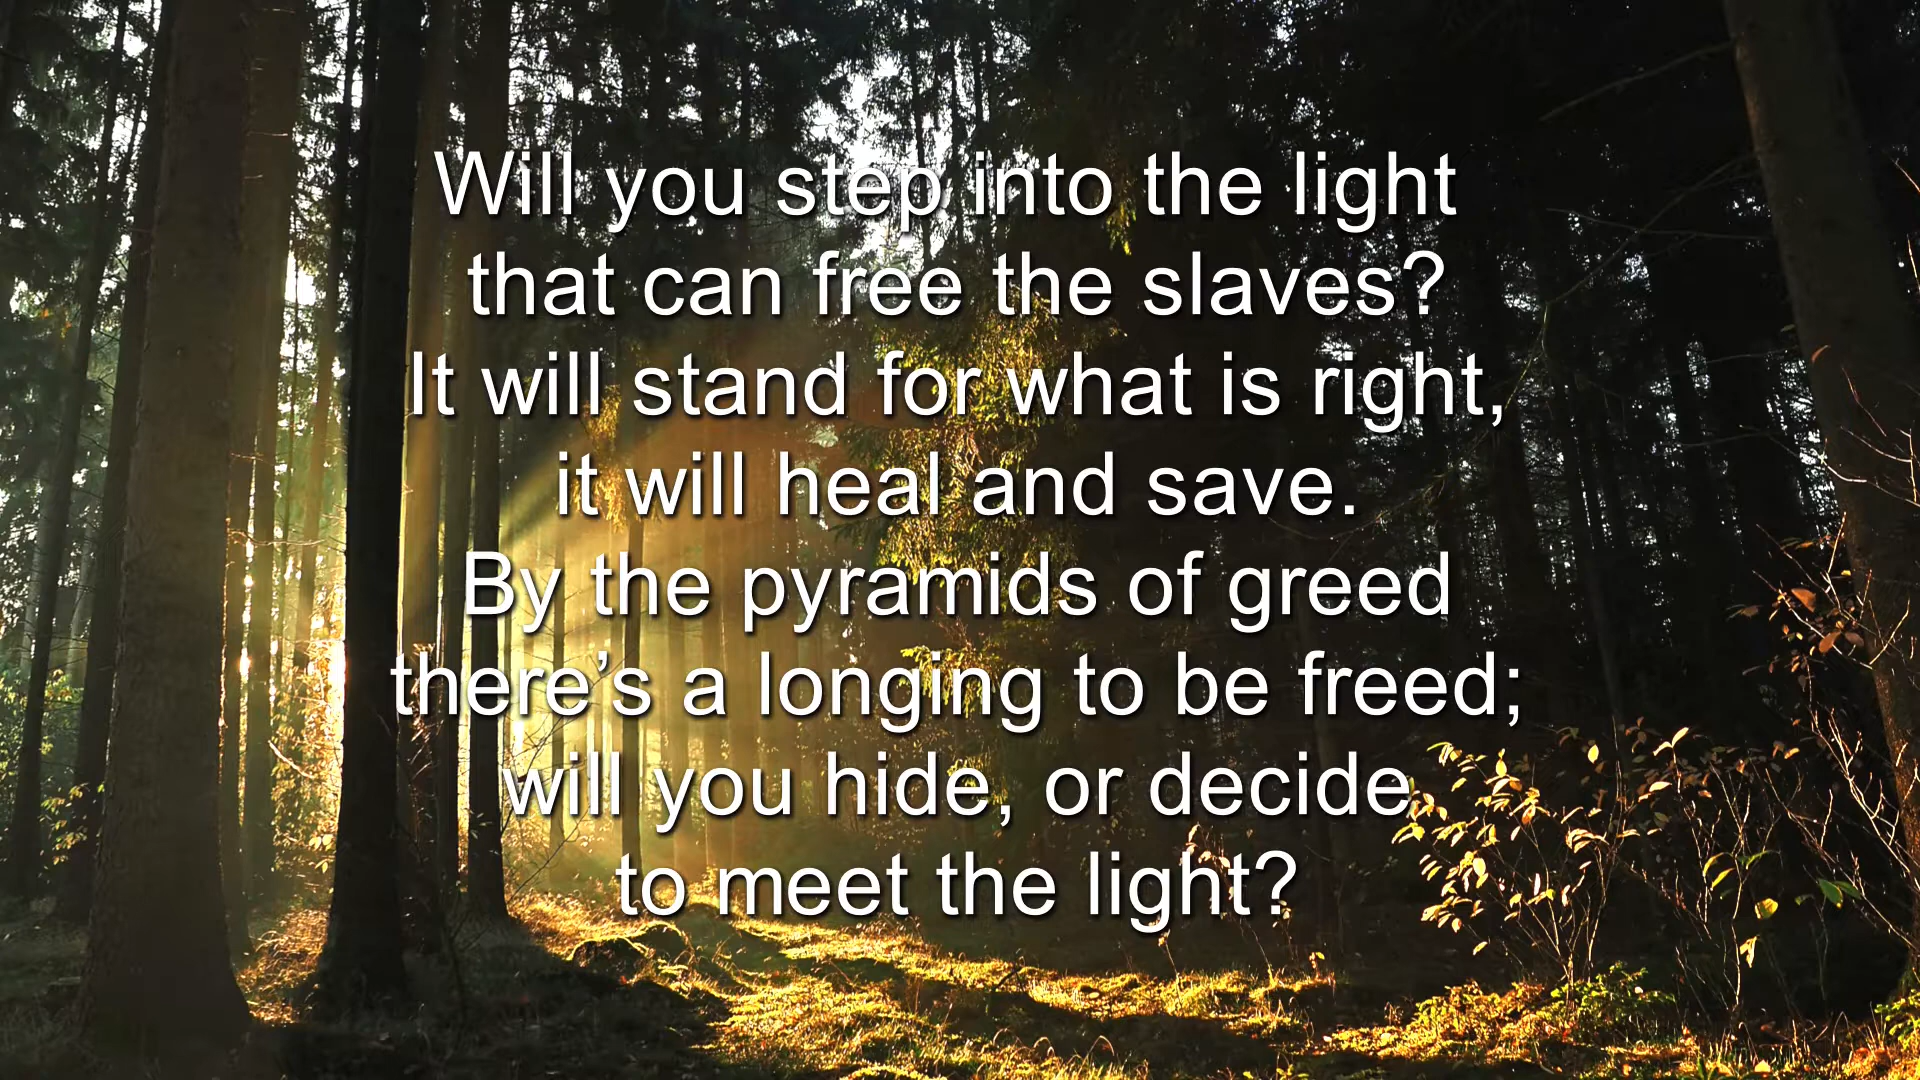 Will you step into the light
that can free the slaves?
It will stand for what is right,
it will heal and save.
By the pyramids of greed
there’s a longing to be freed;
will you hide, or decide
to meet the light?